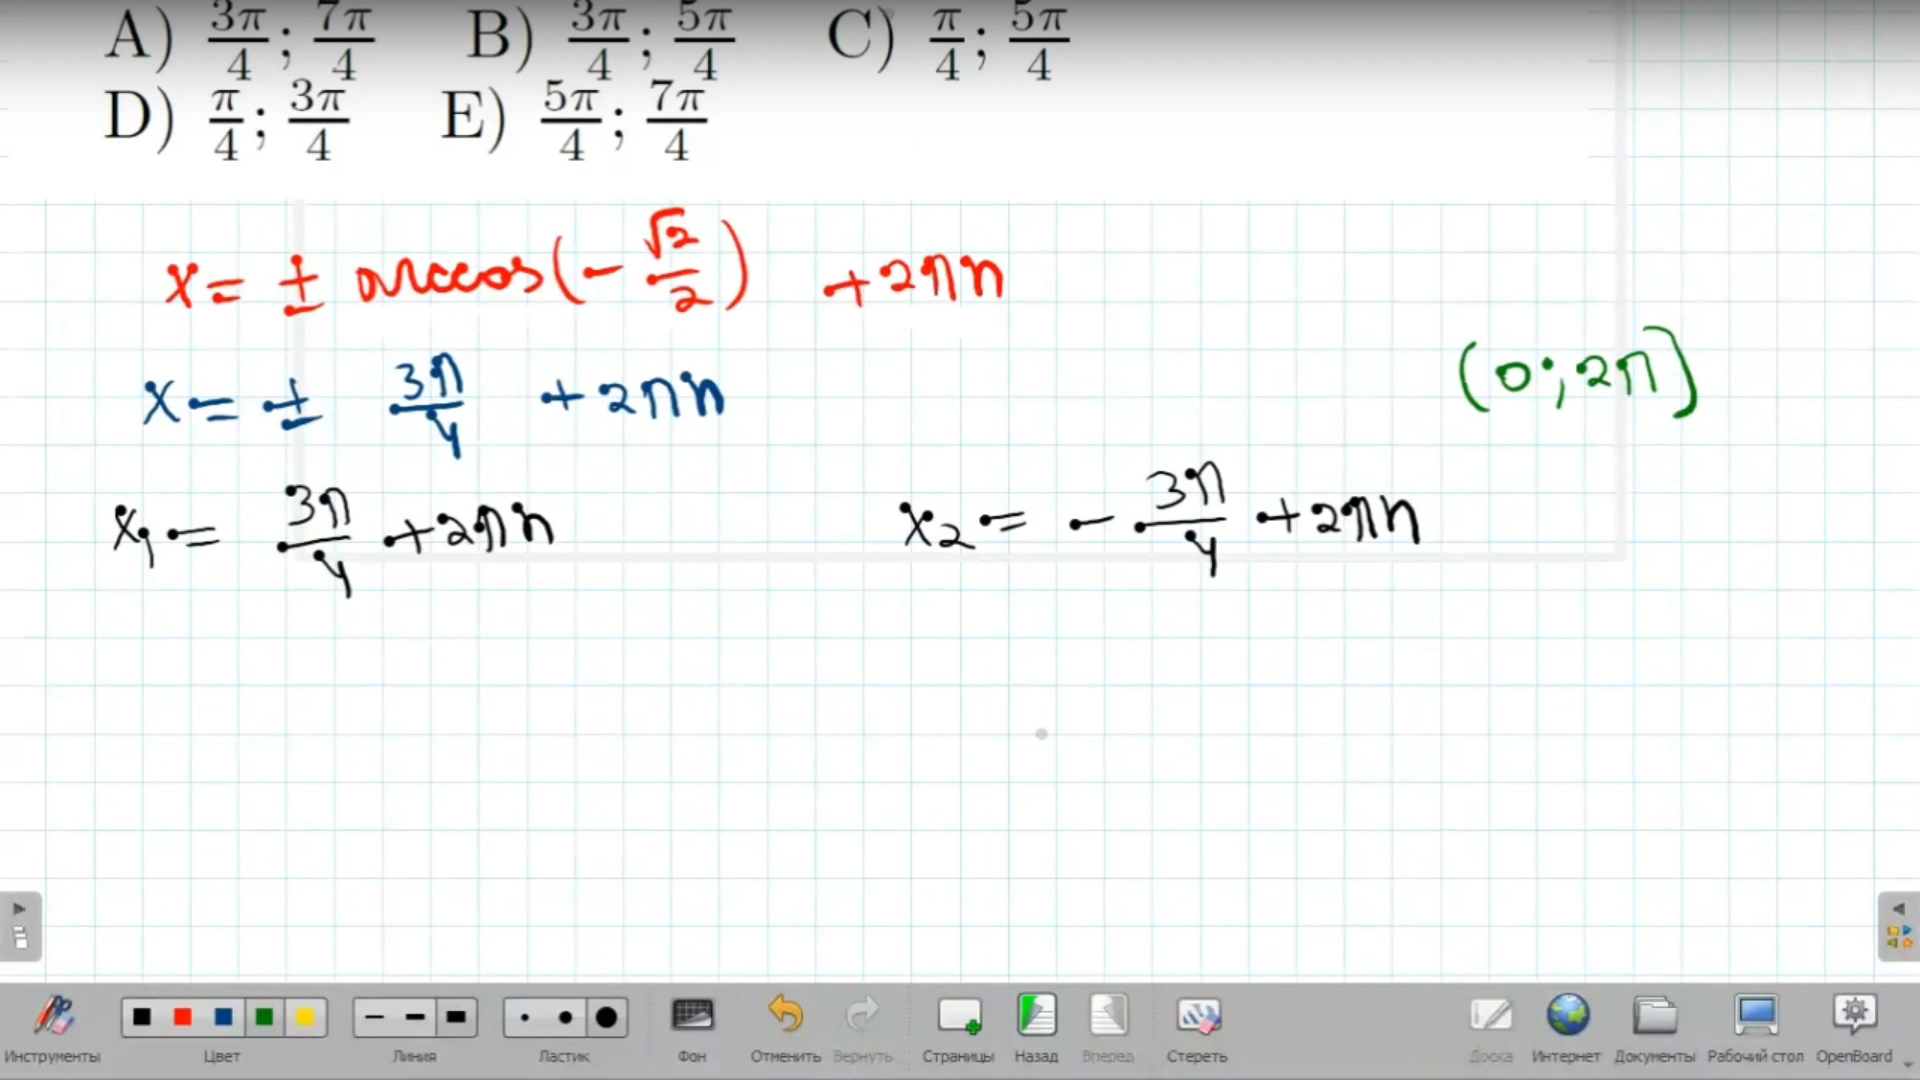 A) 3π/4; 7π/4 B) 3π/4; 5π/4 C) π/4; 5π/4
D) π/4; 3π/4 E) 5π/4; 7π/4
x = ± arccos(-√2/2) + 2πn
x = ± 3π/4 + 2πn
(0; 2π]
x₁ = 3π/4 + 2πn
x₂ = - 3π/4 + 2πn
Инструменты Цвет Линия Ластик Фон Отменить Вернуть Страницы Назад Вперед Стереть Доска Интернет Документы Рабочий стол OpenBoard